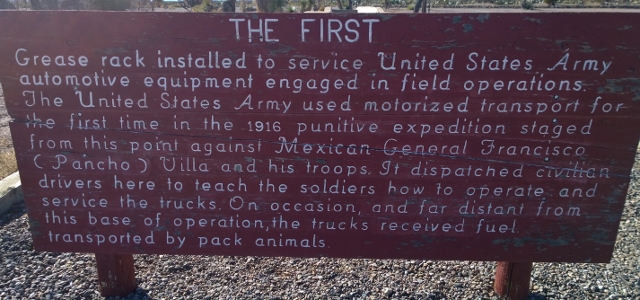 THE FIRST
Grease rack installed to service United States Army
automotive equipment engaged in field operations.
The United States Army used motorized transport for
the first time in the 1916 punitive expedition staged
from this point against Mexican General Francisco
(Pancho) Villa and his troops. It dispatched civilian
drivers here to teach the soldiers how to operate and
service the trucks. On occasion, and far distant from
this base of operation, the trucks received fuel
transported by pack animals.